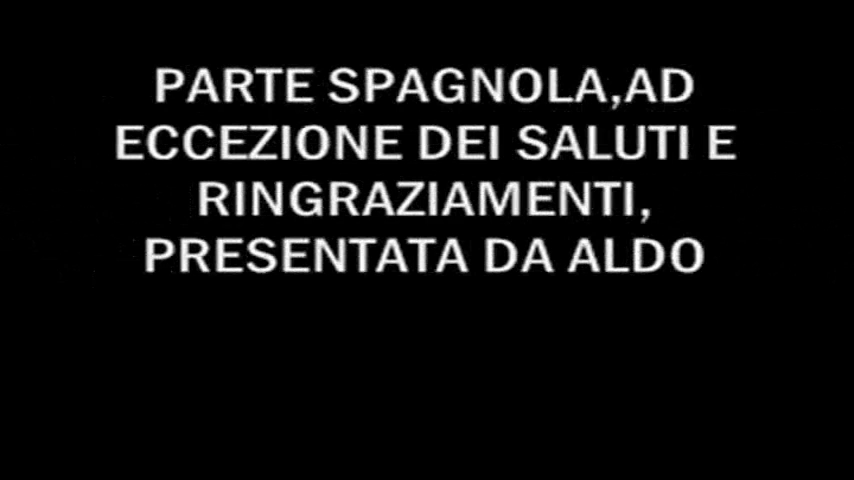 PARTE SPAGNOLA,AD
ECCEZIONE DEI SALUTI E
RINGRAZIAMENTI,
PRESENTATA DA ALDO